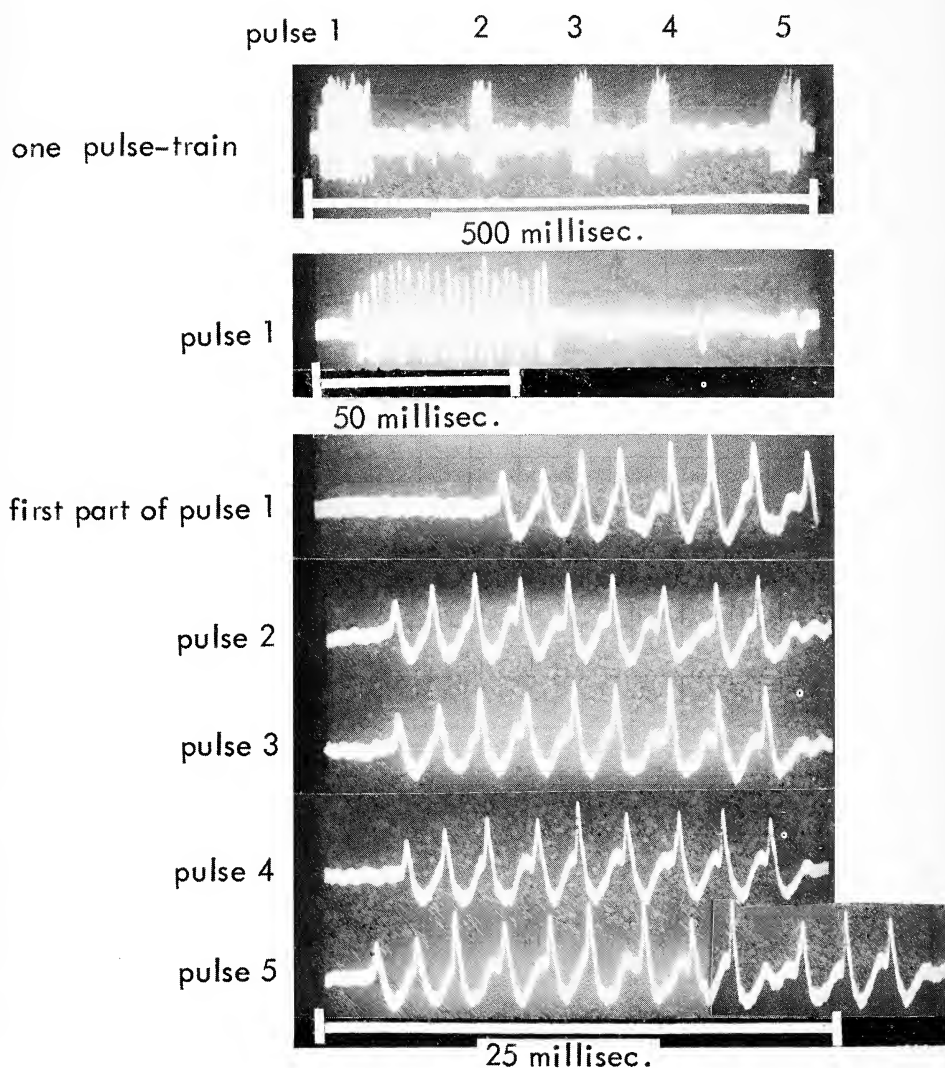 pulse 1 2 3 4 5
one pulse-train
500 millisec.
pulse 1
50 millisec.
first part of pulse 1
pulse 2
pulse 3
pulse 4
pulse 5
25 millisec.